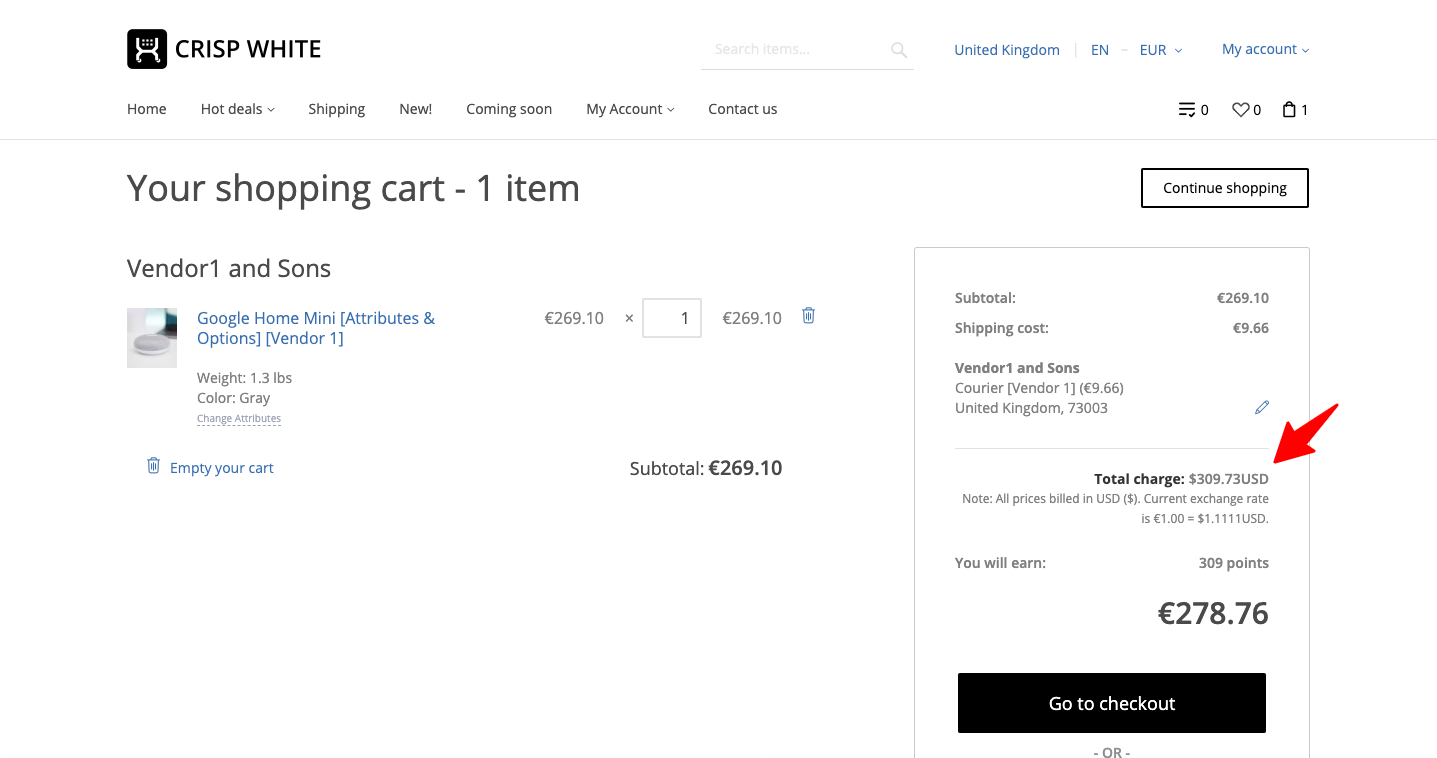 CRISP WHITE
Search items...
United Kingdom | EN – EUR
My account
Home Hot deals Shipping New! Coming soon My Account Contact us
0 0 1
Your shopping cart - 1 item
Continue shopping
Vendor1 and Sons
Google Home Mini [Attributes &
Options] [Vendor 1]
€269.10 × 1 €269.10
Weight: 1.3 lbs
Color: Gray
Change Attributes
Empty your cart
Subtotal: €269.10
Subtotal: €269.10
Shipping cost: €9.66
Vendor1 and Sons
Courier [Vendor 1] (€9.66)
United Kingdom, 73003
Total charge: $309.73USD
Note: All prices billed in USD ($). Current exchange rate
is €1.00 = $1.1111USD.
You will earn: 309 points
€278.76
Go to checkout
- OR -